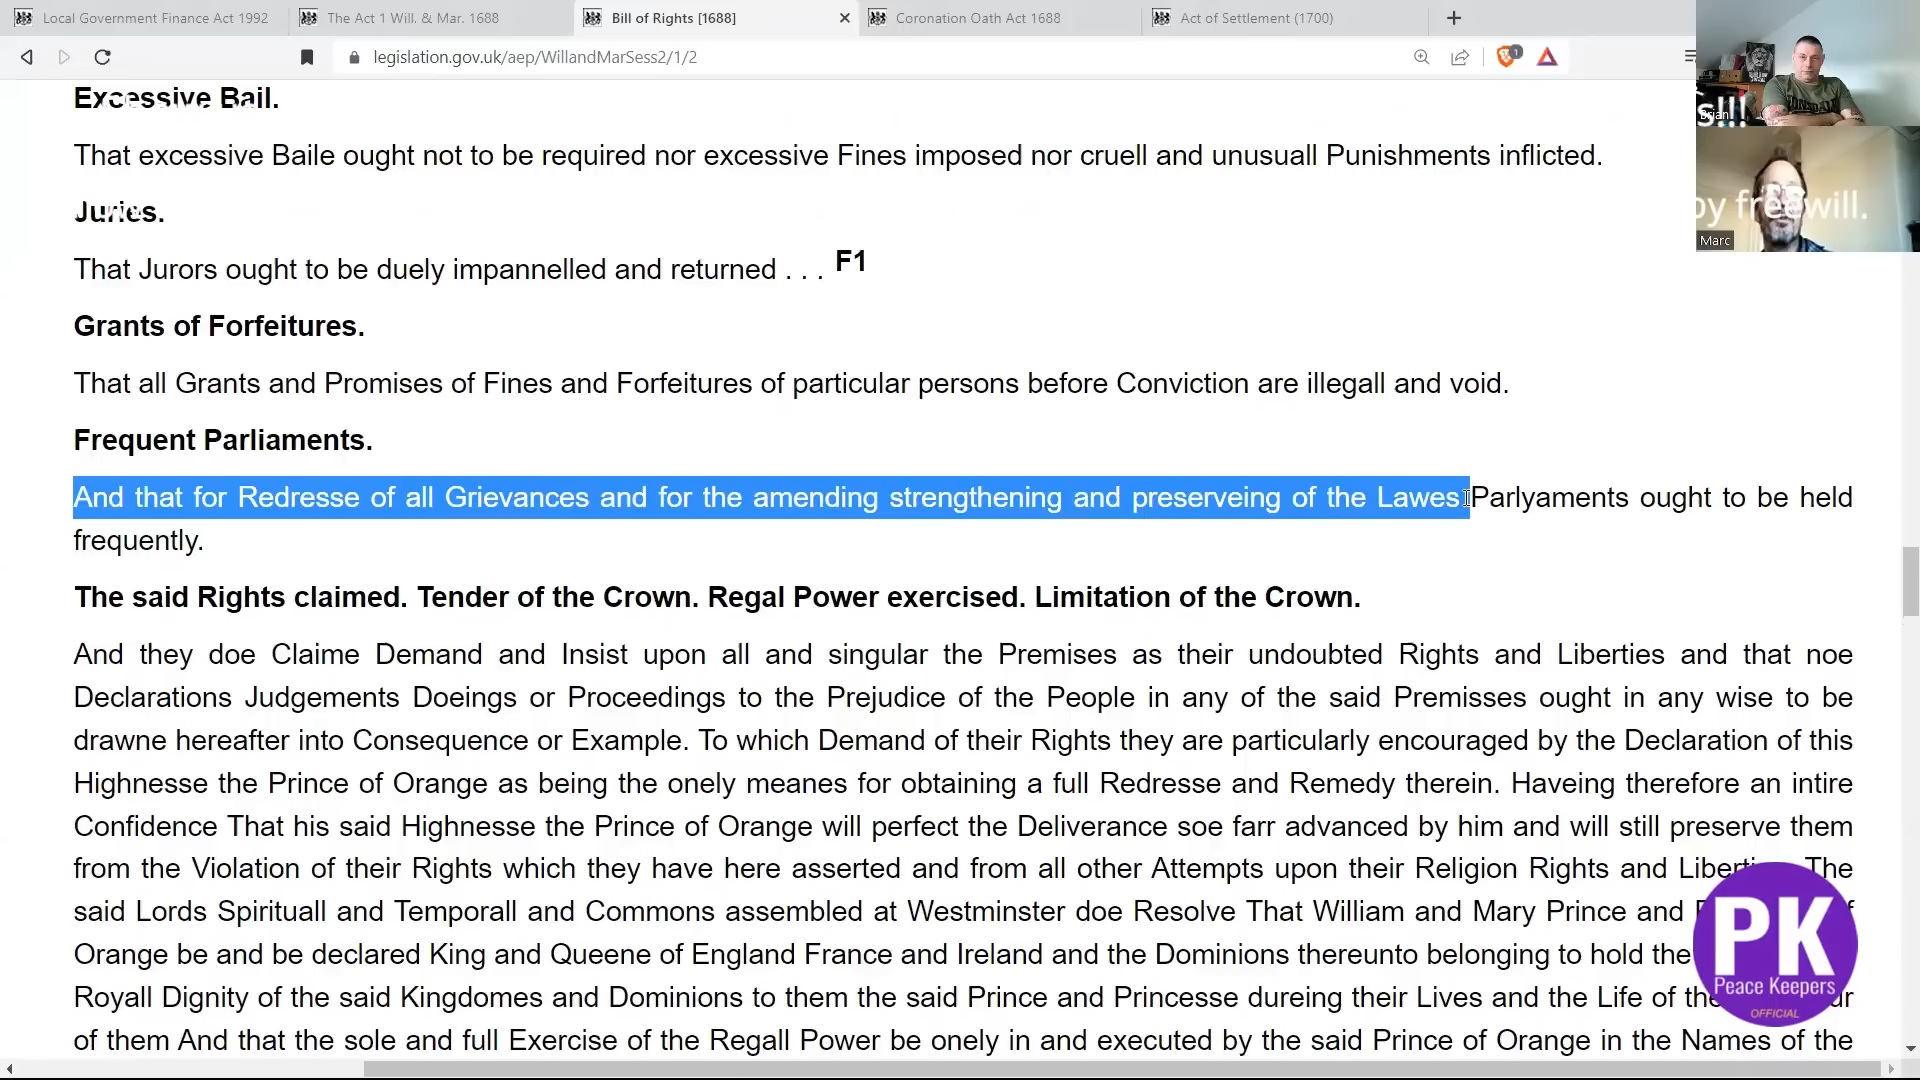 Local Government Finance Act 1992
The Act 1 Will. & Mar. 1688
Bill of Rights [1688]
Coronation Oath Act 1688
Act of Settlement (1700)
legislation.gov.uk/aep/WillandMarSess2/1/2
1
Excessive Bail.
That excessive Baile ought not to be required nor excessive Fines imposed nor cruell and unusuall Punishments inflicted.
Juries.
That Jurors ought to be duely impannelled and returned . . . F1
Grants of Forfeitures.
That all Grants and Promises of Fines and Forfeitures of particular persons before Conviction are illegall and void.
Frequent Parliaments.
And that for Redresse of all Grievances and for the amending strengthening and preserveing of the Lawes Parlyaments ought to be held
frequently.
The said Rights claimed. Tender of the Crown. Regal Power exercised. Limitation of the Crown.
And they doe Claime Demand and Insist upon all and singular the Premises as their undoubted Rights and Liberties and that noe
Declarations Judgements Doeings or Proceedings to the Prejudice of the People in any of the said Premisses ought in any wise to be
drawne hereafter into Consequence or Example. To which Demand of their Rights they are particularly encouraged by the Declaration of this
Highnesse the Prince of Orange as being the onely meanes for obtaining a full Redresse and Remedy therein. Haveing therefore an intire
Confidence That his said Highnesse the Prince of Orange will perfect the Deliverance soe farr advanced by him and will still preserve them
from the Violation of their Rights which they have here asserted and from all other Attempts upon their Religion Rights and The
said Lords Spirituall and Temporall and Commons assembled at Westminster doe Resolve That William and Mary Prince and
Orange be and be declared King and Queene of England France and Ireland and the Dominions thereunto belonging to hold the
Royall Dignity of the said Kingdomes and Dominions to them the said Prince and Princesse dureing their Lives and the Life of
of them And that the sole and full Exercise of the Regall Power be onely in and executed by the said Prince of Orange in the Names of the
s!!!
Brian
by freewill.
Marc
PK
Peace Keepers
OFFICIAL